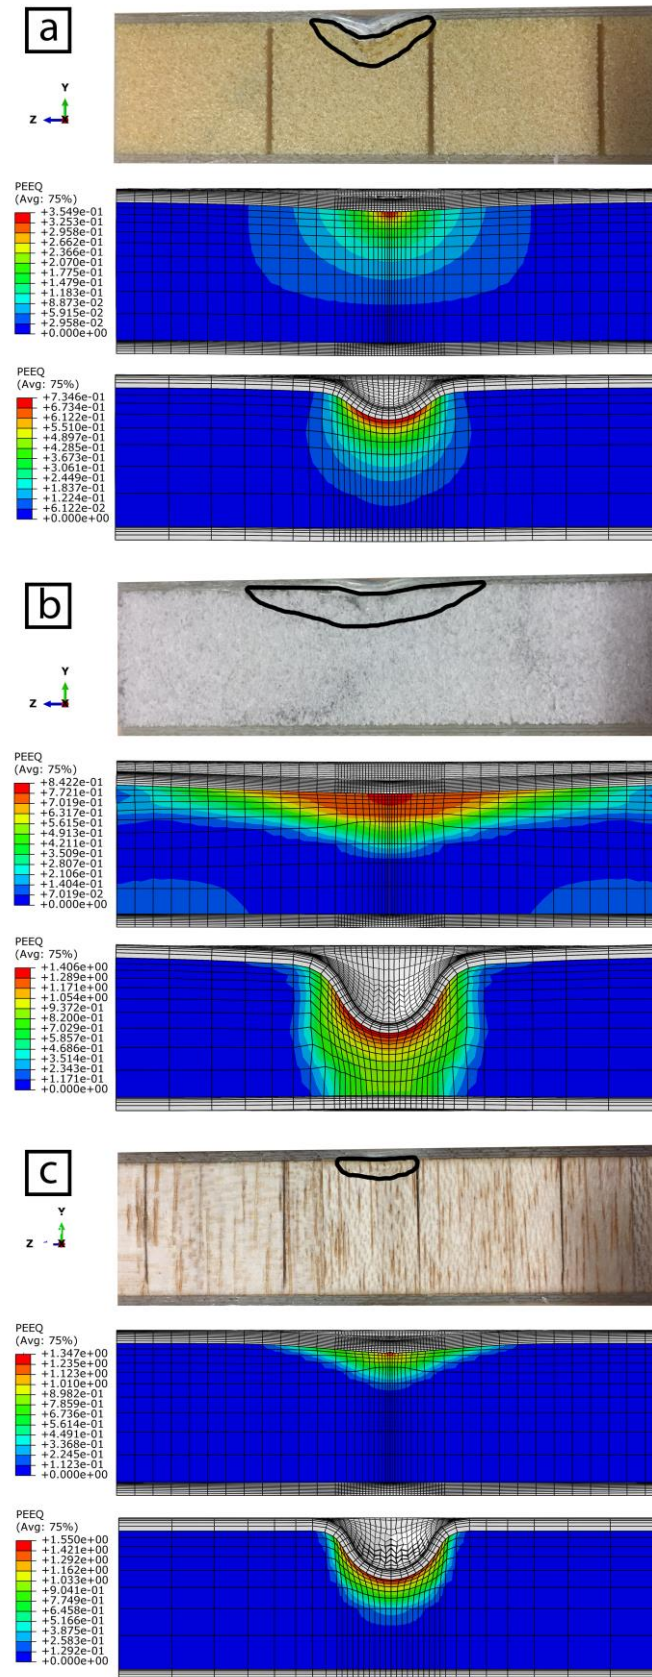 a
Y
Z
X
PEEQ
(Avg: 75%)
+3.549e-01
+3.253e-01
+2.958e-01
+2.662e-01
+2.366e-01
+2.070e-01
+1.775e-01
+1.479e-01
+1.183e-01
+8.873e-02
+5.915e-02
+2.958e-02
+0.000e+00
PEEQ
(Avg: 75%)
+7.346e-01
+6.734e-01
+6.122e-01
+5.510e-01
+4.897e-01
+4.285e-01
+3.673e-01
+3.061e-01
+2.449e-01
+1.837e-01
+1.224e-01
+6.122e-02
+0.000e+00
b
Y
Z
X
PEEQ
(Avg: 75%)
+8.422e-01
+7.721e-01
+7.019e-01
+6.317e-01
+5.615e-01
+4.913e-01
+4.211e-01
+3.509e-01
+2.807e-01
+2.106e-01
+1.404e-01
+7.019e-02
+0.000e+00
PEEQ
(Avg: 75%)
+1.406e+00
+1.289e+00
+1.171e+00
+1.054e+00
+9.372e-01
+8.200e-01
+7.029e-01
+5.857e-01
+4.686e-01
+3.514e-01
+2.343e-01
+1.171e-01
+0.000e+00
c
Y
Z
X
PEEQ
(Avg: 75%)
+1.347e+00
+1.235e+00
+1.123e+00
+1.010e+00
+8.982e-01
+7.859e-01
+6.736e-01
+5.614e-01
+4.491e-01
+3.368e-01
+2.245e-01
+1.123e-01
+0.000e+00
PEEQ
(Avg: 75%)
+1.550e+00
+1.421e+00
+1.292e+00
+1.162e+00
+1.033e+00
+9.041e-01
+7.749e-01
+6.458e-01
+5.166e-01
+3.875e-01
+2.583e-01
+1.292e-01
+0.000e+00